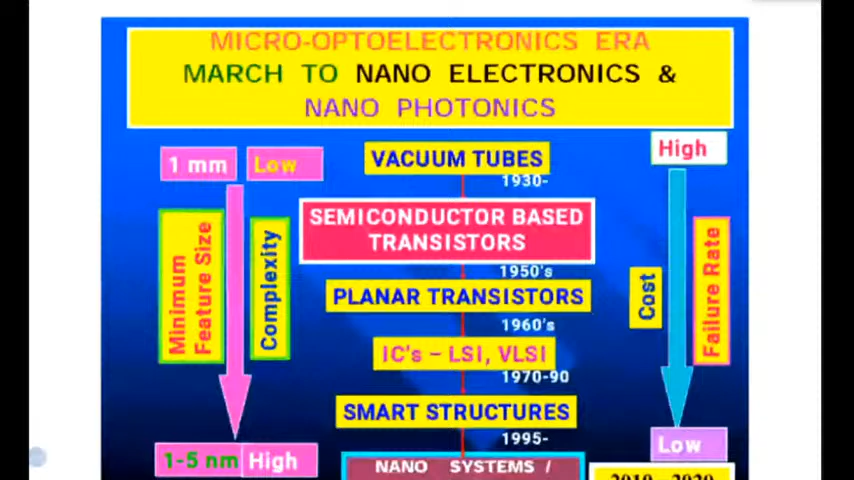 MICRO-OPTOELECTRONICS ERA
MARCH TO NANO ELECTRONICS &
NANO PHOTONICS
1 mm
Low
VACUUM TUBES
High
1930-
SEMICONDUCTOR BASED
TRANSISTORS
Minimum
Feature Size
Complexity
1950's
PLANAR TRANSISTORS
Cost
Failure Rate
1960's
IC's – LSI, VLSI
1970-90
SMART STRUCTURES
1995-
Low
1-5 nm
High
NANO SYSTEMS /
2010 - 2020